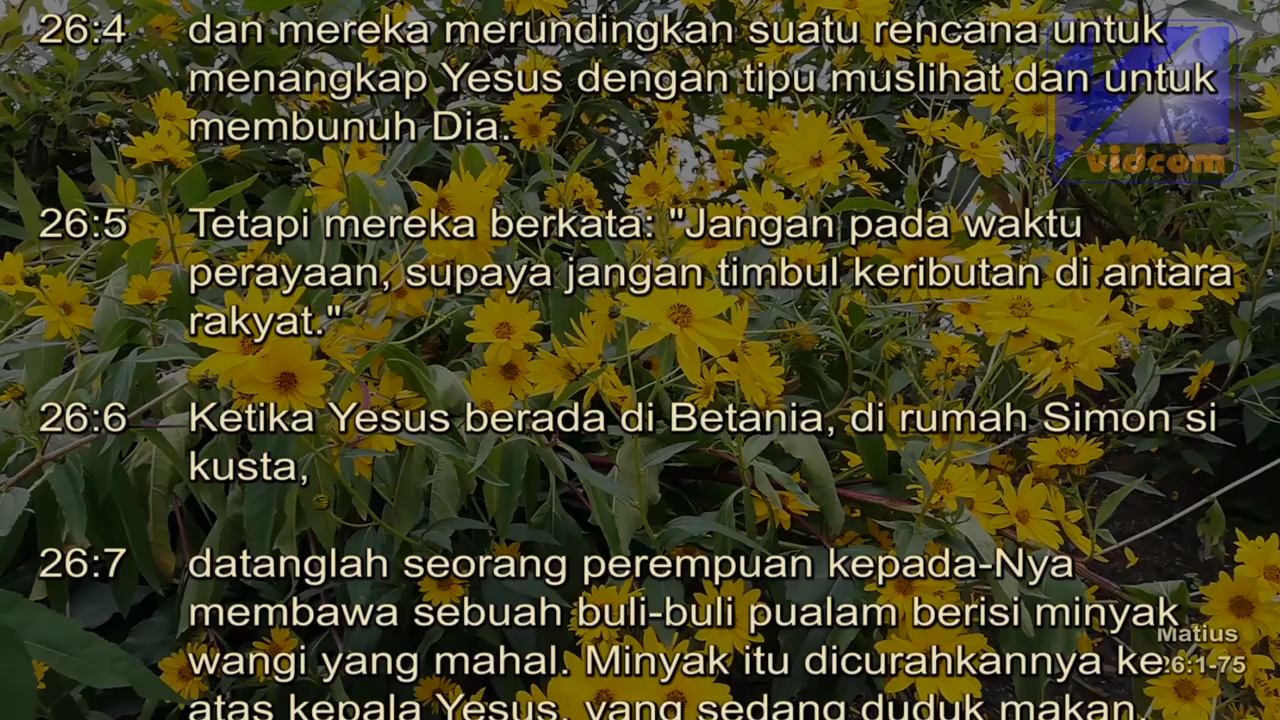 26:4 dan mereka merundingkan suatu rencana untuk
menangkap Yesus dengan tipu muslihat dan untuk
membunuh Dia.
26:5 Tetapi mereka berkata: "Jangan pada waktu
perayaan, supaya jangan timbul keributan di antara
rakyat."
26:6 Ketika Yesus berada di Betania, di rumah Simon si
kusta,
26:7 datanglah seorang perempuan kepada-Nya
membawa sebuah buli-buli pualam berisi minyak
wangi yang mahal. Minyak itu dicurahkannya ke
atas kepala Yesus, yang sedang duduk makan.
vidcom
Matius
26:1-75